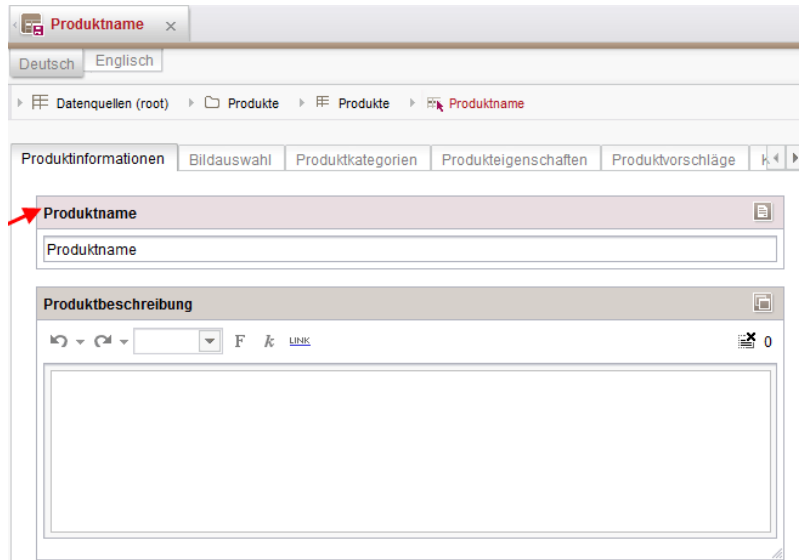 Produktname
Deutsch Englisch
Datenquellen (root) Produkte Produkte Produktname
Produktinformationen Bildauswahl Produktkategorien Produkteigenschaften Produktvorschläge
Produktname
Produktname
Produktbeschreibung
F k LINK 0